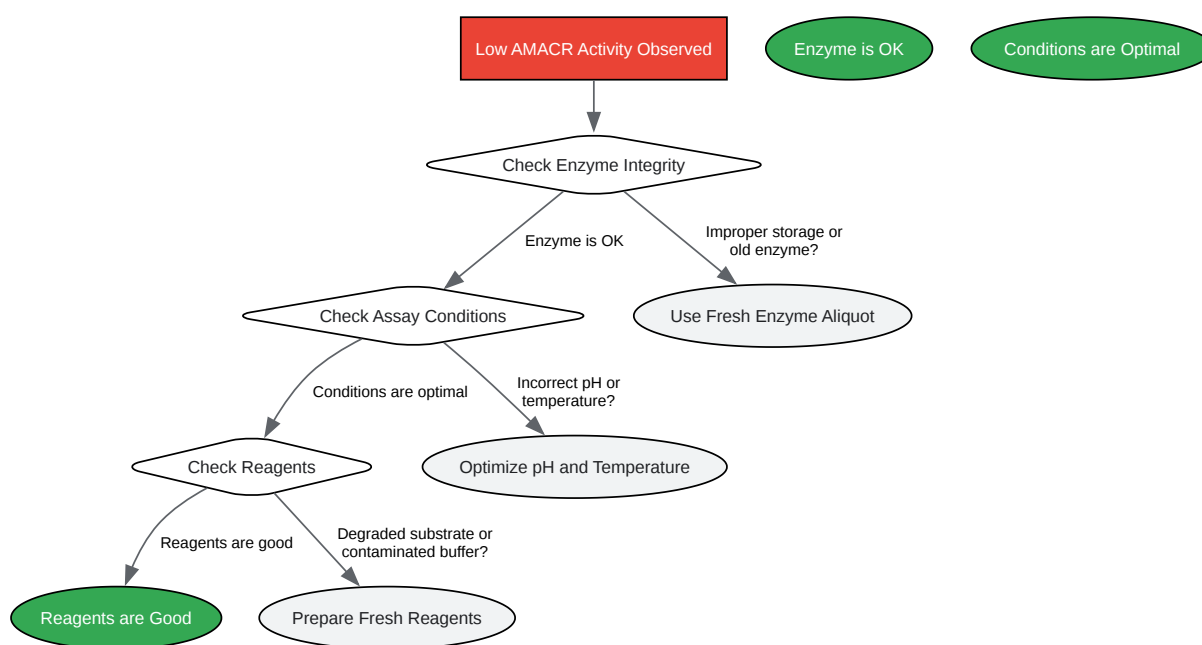 Low AMACR Activity Observed
Enzyme is OK
Conditions are Optimal
Check Enzyme Integrity
Enzyme is OK
Improper storage or
old enzyme?
Check Assay Conditions
Use Fresh Enzyme Aliquot
Conditions are optimal
Incorrect pH or
temperature?
Check Reagents
Optimize pH and Temperature
Reagents are good
Degraded substrate or
contaminated buffer?
Reagents are Good
Prepare Fresh Reagents